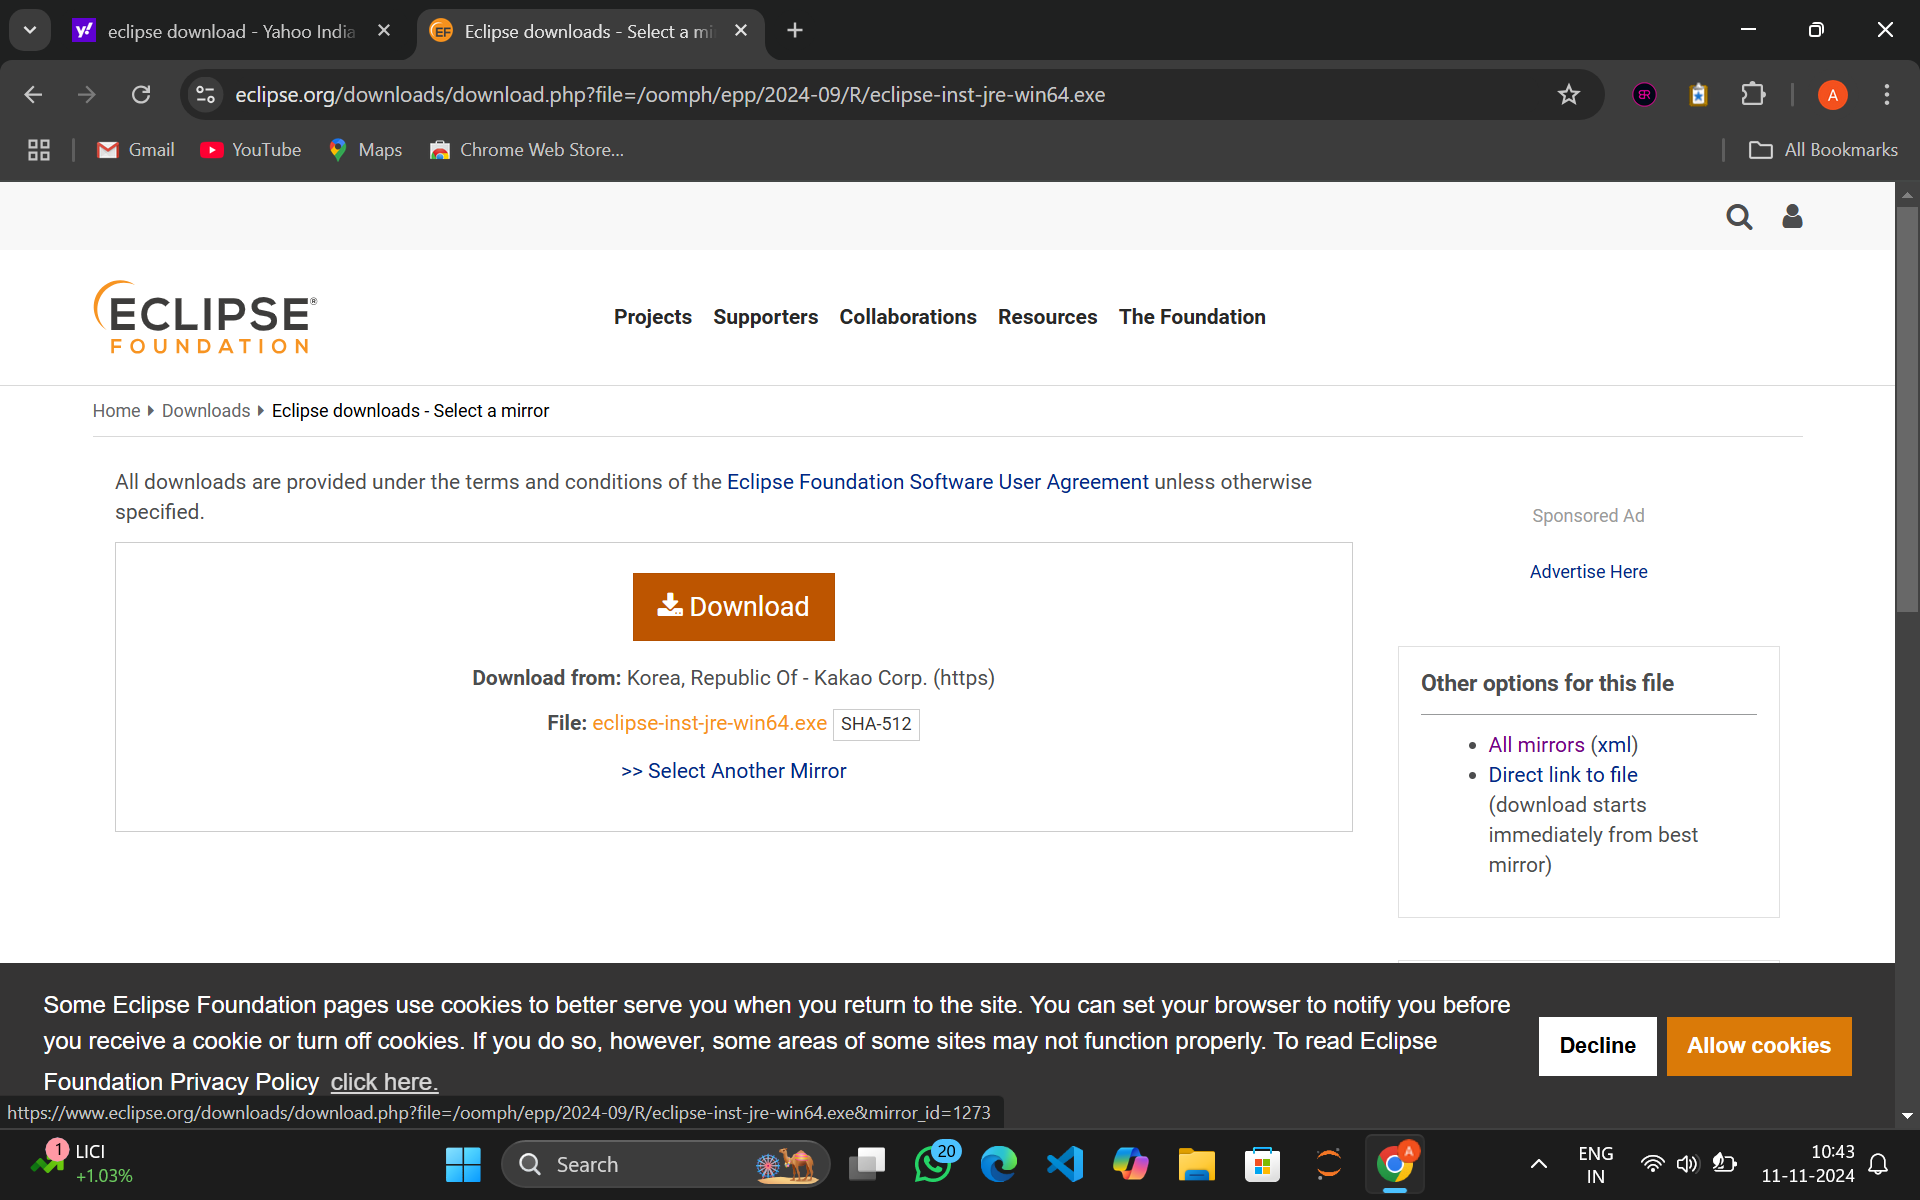 eclipse download - Yahoo India
Eclipse downloads - Select a mi
eclipse.org/downloads/download.php?file=/oomph/epp/2024-09/R/eclipse-inst-jre-win64.exe
A
Gmail
YouTube
Maps
Chrome Web Store...
All Bookmarks
ECLIPSE®
FOUNDATION
Projects Supporters Collaborations Resources The Foundation
Home Downloads Eclipse downloads - Select a mirror
All downloads are provided under the terms and conditions of the Eclipse Foundation Software User Agreement unless otherwise
specified.
Sponsored Ad
Advertise Here
Download
Download from: Korea, Republic Of - Kakao Corp. (https)
File: eclipse-inst-jre-win64.exe SHA-512
>> Select Another Mirror
Other options for this file
All mirrors (xml)
Direct link to file
(download starts
immediately from best
mirror)
Some Eclipse Foundation pages use cookies to better serve you when you return to the site. You can set your browser to notify you before
you receive a cookie or turn off cookies. If you do so, however, some areas of some sites may not function properly. To read Eclipse
Foundation Privacy Policy click here.
Decline
Allow cookies
https://www.eclipse.org/downloads/download.php?file=/oomph/epp/2024-09/R/eclipse-inst-jre-win64.exe&mirror_id=1273
1
LICI
+1.03%
Search
20
A
ENG
IN
10:43
11-11-2024